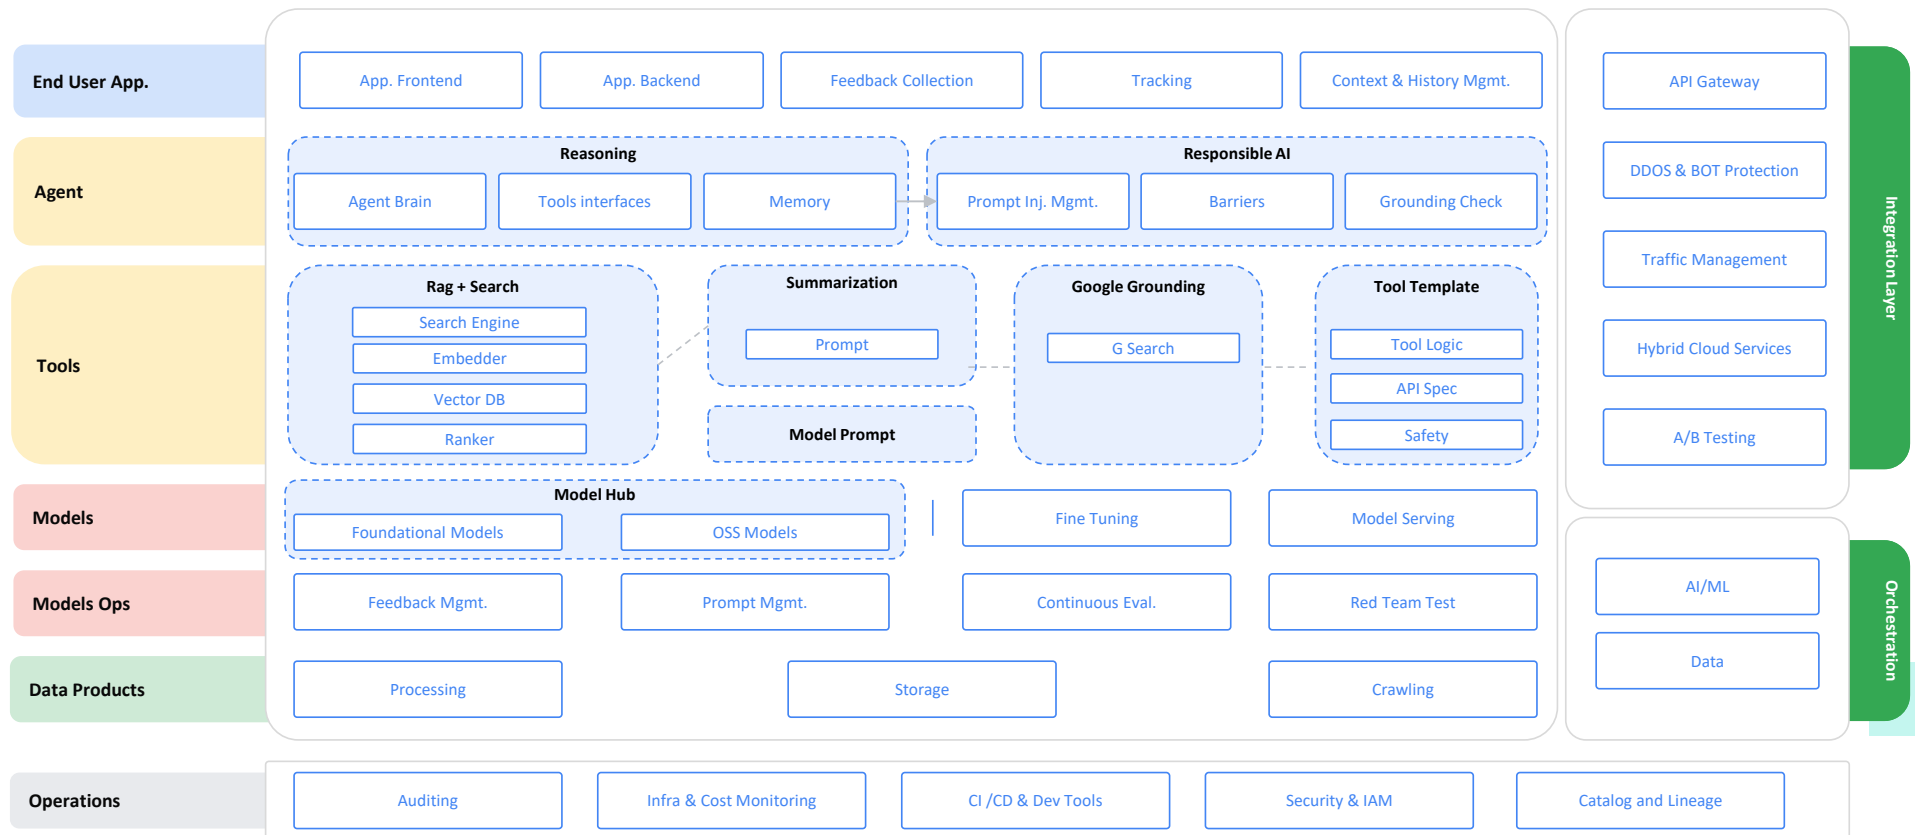 End User App.
App. Frontend
App. Backend
Feedback Collection
Tracking
Context & History Mgmt.
Agent
Reasoning
Agent Brain
Tools interfaces
Memory
Responsible AI
Prompt Inj. Mgmt.
Barriers
Grounding Check
Tools
Rag + Search
Search Engine
Embedder
Vector DB
Ranker
Summarization
Prompt
Model Prompt
Google Grounding
G Search
Tool Template
Tool Logic
API Spec
Safety
Models
Model Hub
Foundational Models
OSS Models
Fine Tuning
Model Serving
Models Ops
Feedback Mgmt.
Prompt Mgmt.
Continuous Eval.
Red Team Test
Data Products
Processing
Storage
Crawling
API Gateway
DDOS & BOT Protection
Traffic Management
Hybrid Cloud Services
A/B Testing
Integration Layer
AI/ML
Data
Orchestration
Operations
Auditing
Infra & Cost Monitoring
CI /CD & Dev Tools
Security & IAM
Catalog and Lineage